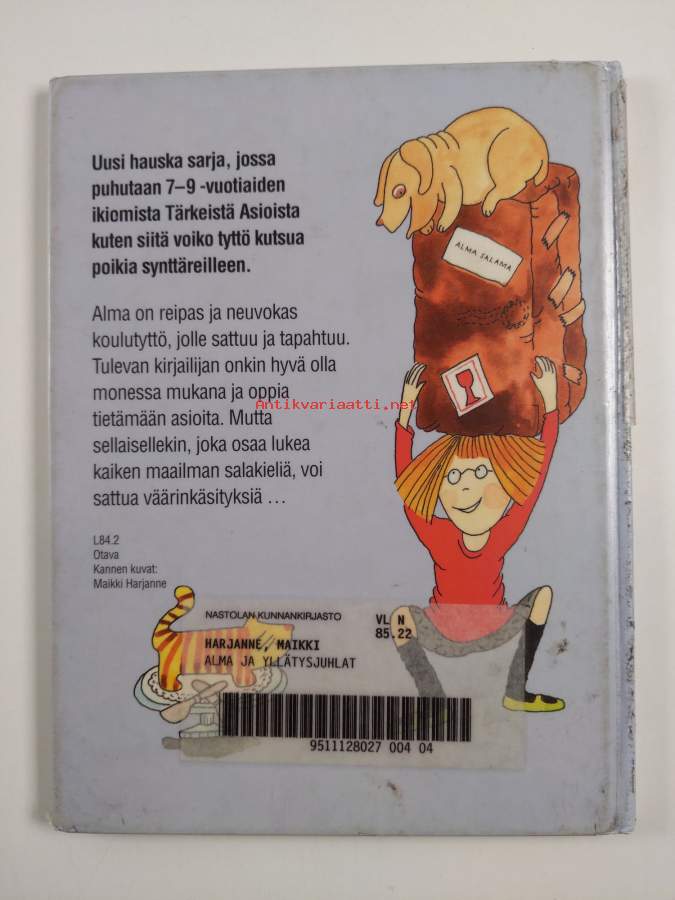 Uusi hauska sarja, jossa
puhutaan 7–9 -vuotiaiden
ikiomista Tärkeistä Asioista
kuten siitä voiko tyttö kutsua
poikia synttäreilleen.
Alma on reipas ja neuvokas
koulutyttö, jolle sattuu ja tapahtuu.
Tulevan kirjailijan onkin hyvä olla
monessa mukana ja oppia
tietämään asioita. Mutta
sellaisellekin, joka osaa lukea
kaiken maailman salakieliä, voi
sattua väärinkäsityksiä ...
L84.2
Otava
Kannen kuvat:
Maikki Harjanne
ALMA SALAMA
Antikvariaatti.net
NASTOLAN KUNNANKIRJASTO
VL N
85.22
HARJANNE, MAIKKI
ALMA JA YLLÄTYSJUHLAT
9511128027 004 04